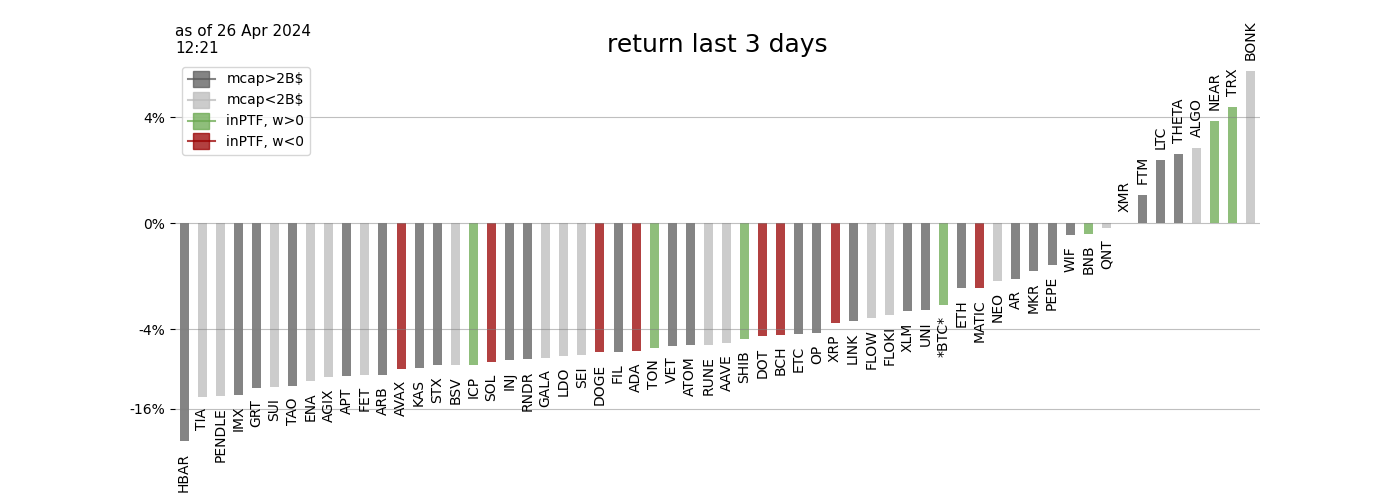 as of 26 Apr 2024
12:21
return last 3 days
mcap>2B$
mcap<2B$
inPTF, w>0
inPTF, w<0
4%
0%
-4%
-16%
HBAR
TIA
PENDLE
IMX
GRT
SUI
TAO
ENA
AGIX
APT
FET
ARB
AVAX
KAS
STX
BSV
ICP
SOL
INJ
RNDR
GALA
LDO
SEI
DOGE
FIL
ADA
TON
VET
ATOM
RUNE
AAVE
SHIB
DOT
BCH
ETC
OP
XRP
LINK
FLOW
FLOKI
XLM
UNI
*BTC*
ETH
MATIC
NEO
AR
MKR
PEPE
WIF
BNB
QNT
XMR
FTM
LTC
THETA
ALGO
NEAR
TRX
BONK